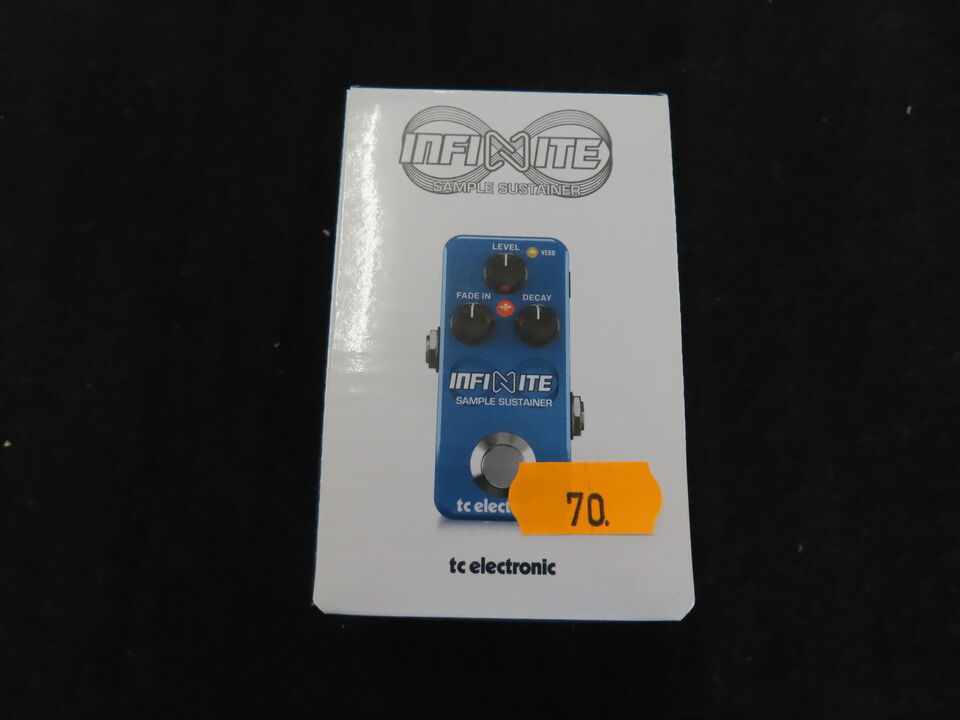 INFINITE
SAMPLE SUSTAINER
LEVEL
VERB
FADE IN
DECAY
INFINITE
SAMPLE SUSTAINER
tc elect
70.
tc electronic